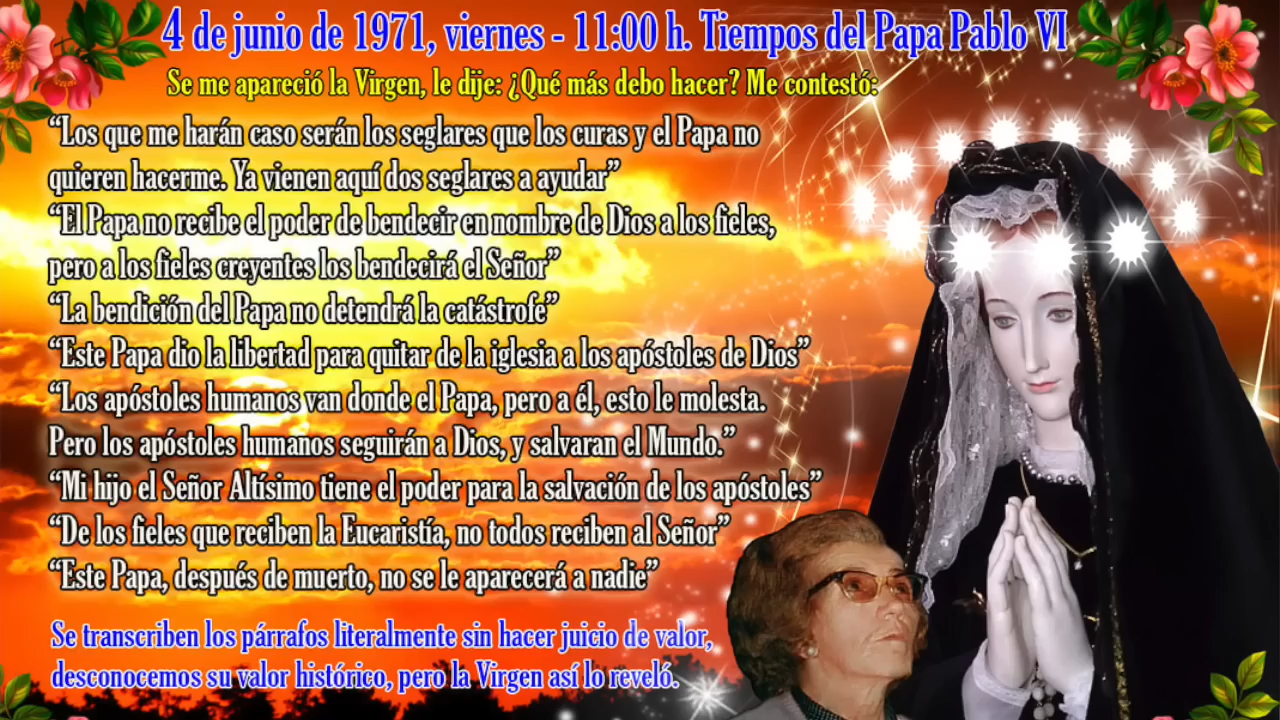 4 de junio de 1971, viernes - 11:00 h. Tiempos del Papa Pablo VI
Se me apareció la Virgen, le dije: ¿Qué más debo hacer? Me contestó:
“Los que me harán caso serán los seglares que los curas y el Papa no
quieren hacerme. Ya vienen aquí dos seglares a ayudar”
“El Papa no recibe el poder de bendecir en nombre de Dios a los fieles,
pero a los fieles creyentes los bendecirá el Señor”
“La bendición del Papa no detendrá la catástrofe”
“Este Papa dio la libertad para quitar de la iglesia a los apóstoles de Dios”
“Los apóstoles humanos van donde el Papa, pero a él, esto le molesta.
Pero los apóstoles humanos seguirán a Dios, y salvaran el Mundo.”
“Mi hijo el Señor Altísimo tiene el poder para la salvación de los apóstoles”
“De los fieles que reciben la Eucaristía, no todos reciben al Señor”
“Este Papa, después de muerto, no se le aparecerá a nadie”
Se transcriben los párrafos literalmente sin hacer juicio de valor,
desconocemos su valor histórico, pero la Virgen así lo reveló.